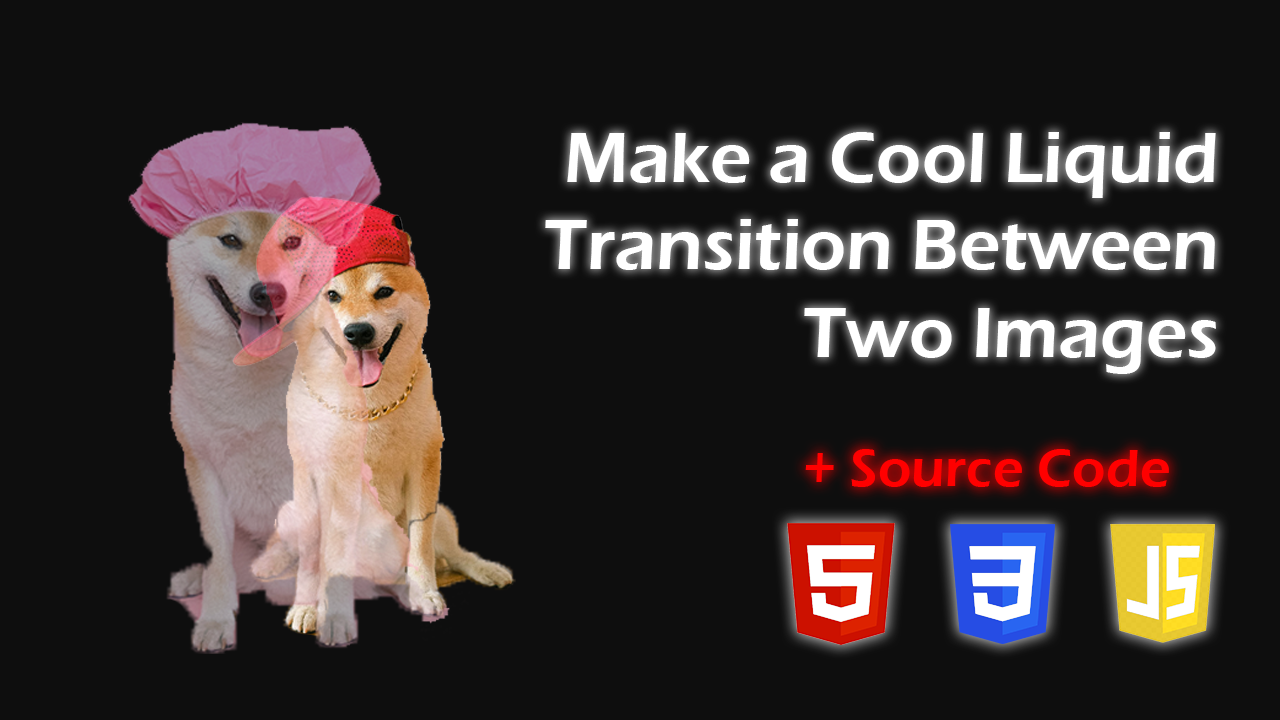 Make a Cool Liquid
Transition Between
Two Images
+ Source Code
5
3
JS